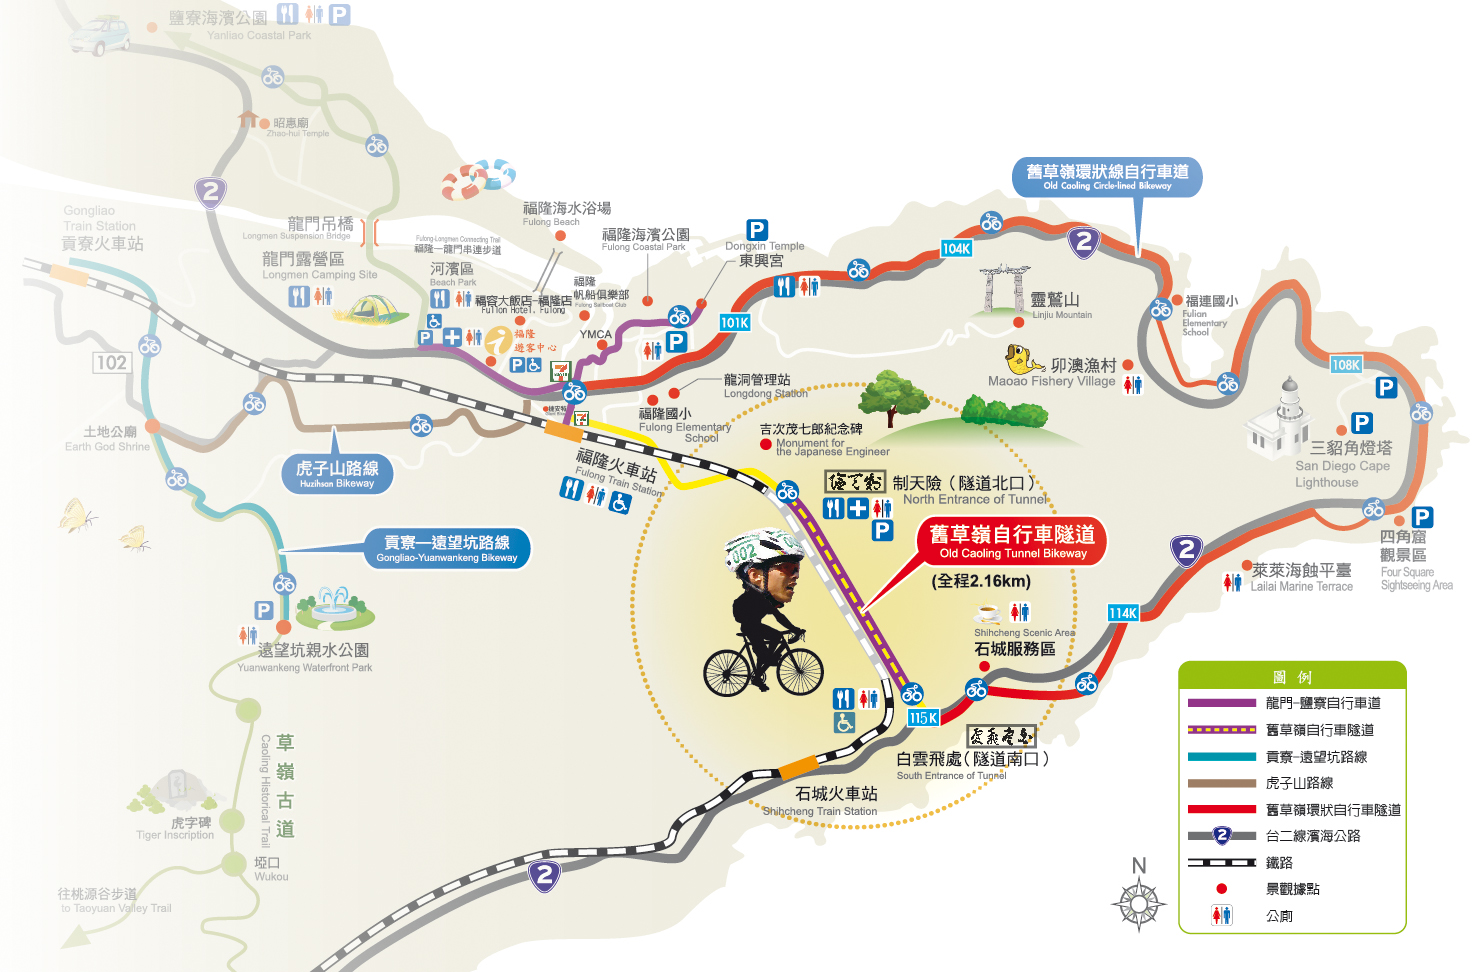 鹽寮海濱公園
Yanliao Coastal Park
P
昭惠廟
Zhao-hui Temple
2
Gongliao
Train Station
貢寮火車站
龍門吊橋
Longmen Suspension Bridge
龍門露營區
Longmen Camping Site
Fulong-Longmen Connecting Trail
福隆一龍門串連步道
河濱區
Beach Park
福隆海水浴場
Fulong Beach
福隆海濱公園
Fulong Coastal Park
P
Dongxin Temple
東興宮
福隆
帆船俱樂部
Fulong Sailboat Club
福容大飯店-福隆店
Fullon Hotel, Fulong
P
福隆
遊客中心
P
YMCA
P
101K
104K
舊草嶺環狀線自行車道
Old Caoling Circle-lined Bikeway
2
靈鷲山
Linjiu Mountain
福連國小
Fulian
Elementary
School
卯澳漁村
Maoao Fishery Village
108K
P
P
三貂角燈塔
San Diego Cape
Lighthouse
P
四角窟
觀景區
Four Square
Sightseeing Area
2
萊萊海蝕平臺
Lailai Marine Terrace
114K
102
土地公廟
Earth God Shrine
虎子山路線
Huzihsan Bikeway
貢寮一遠望坑路線
Gongliao-Yuanwankeng Bikeway
P
遠望坑親水公園
Yuanwankeng Waterfront Park
7
7
龍洞管理站
Longdong Station
福隆國小
Fulong Elementary
School
福隆火車站
Fulong Train Station
吉次茂七郎紀念碑
Monument for
the Japanese Engineer
制天險（隧道北口）
North Entrance of Tunnel
P
舊草嶺自行車隧道
Old Caoling Tunnel Bikeway
(全程2.16km)
002
Shihcheng Scenic Area
石城服務區
115K
白雲飛處(隧道南口)
South Entrance of Tunnel
石城火車站
Shihcheng Train Station
2
草嶺古道
Caoling Historical Trail
虎字碑
Tiger Inscription
埡口
Wukou
往桃源谷步道
to Taoyuan Valley Trail
N
圖 例
龍門-鹽寮自行車道
舊草嶺自行車隧道
貢寮-遠望坑路線
虎子山路線
舊草嶺環狀自行車隧道
2
台二線濱海公路
鐵路
景觀據點
公廁